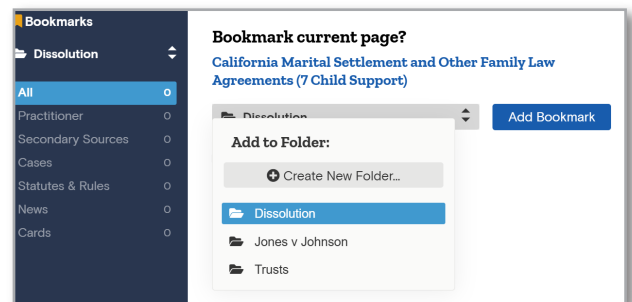 Bookmarks
Dissolution
All 0
Practitioner 0
Secondary Sources 0
Cases 0
Statutes & Rules 0
News 0
Cards 0
Bookmark current page?
California Marital Settlement and Other Family Law
Agreements (7 Child Support)
Dissolution
Add Bookmark
Add to Folder:
Create New Folder...
Dissolution
Jones v Johnson
Trusts